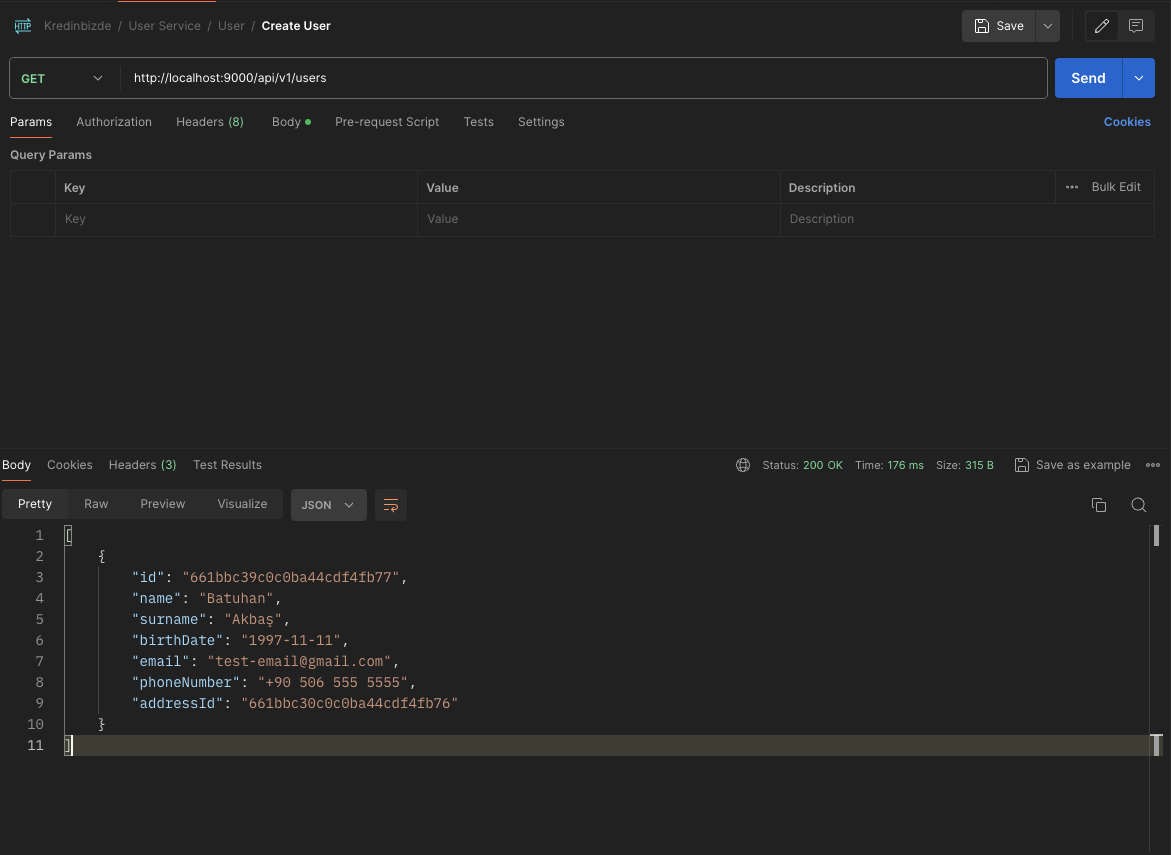 HTTP Kredinbizde / User Service / User / Create User Save
GET http://localhost:9000/api/v1/users Send
Params Authorization Headers (8) Body Pre-request Script Tests Settings Cookies
Query Params
Key Value Description ••• Bulk Edit
Key Value Description
Body Cookies Headers (3) Test Results Status: 200 OK Time: 176 ms Size: 315 B Save as example
Pretty Raw Preview Visualize JSON
1 [
2 {
3 "id": "661bbc39c0c0ba44cdf4fb77",
4 "name": "Batuhan",
5 "surname": "Akbaş",
6 "birthDate": "1997-11-11",
7 "email": "test-email@gmail.com",
8 "phoneNumber": "+90 506 555 5555",
9 "addressId": "661bbc30c0c0ba44cdf4fb76"
10 }
11 ]